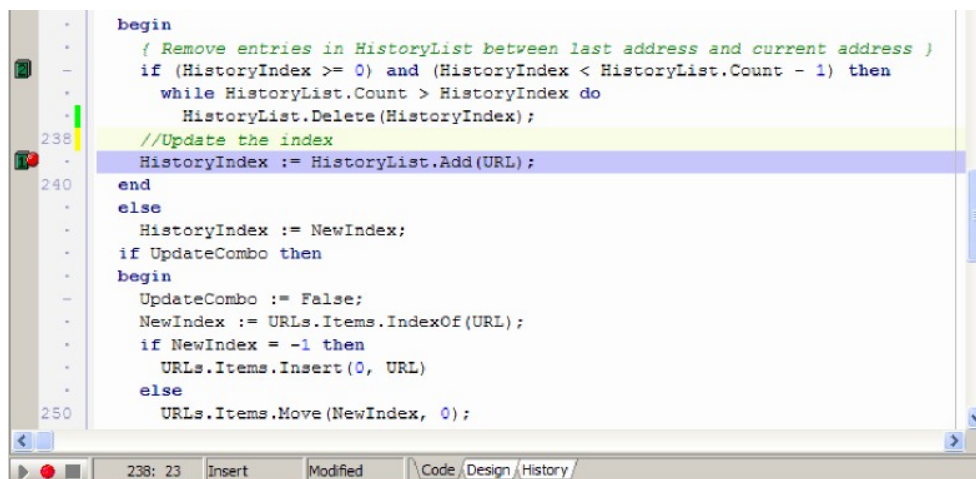 begin
{ Remove entries in HistoryList between last address and current address }
2 if (HistoryIndex >= 0) and (HistoryIndex < HistoryList.Count - 1) then
while HistoryList.Count > HistoryIndex do
HistoryList.Delete(HistoryIndex);
238 //Update the index
1 HistoryIndex := HistoryList.Add(URL);
240 end
else
HistoryIndex := NewIndex;
if UpdateCombo then
begin
UpdateCombo := False;
NewIndex := URLs.Items.IndexOf(URL);
if NewIndex = -1 then
URLs.Items.Insert(0, URL)
else
250 URLs.Items.Move(NewIndex, 0);
238: 23 Insert Modified Code Design History